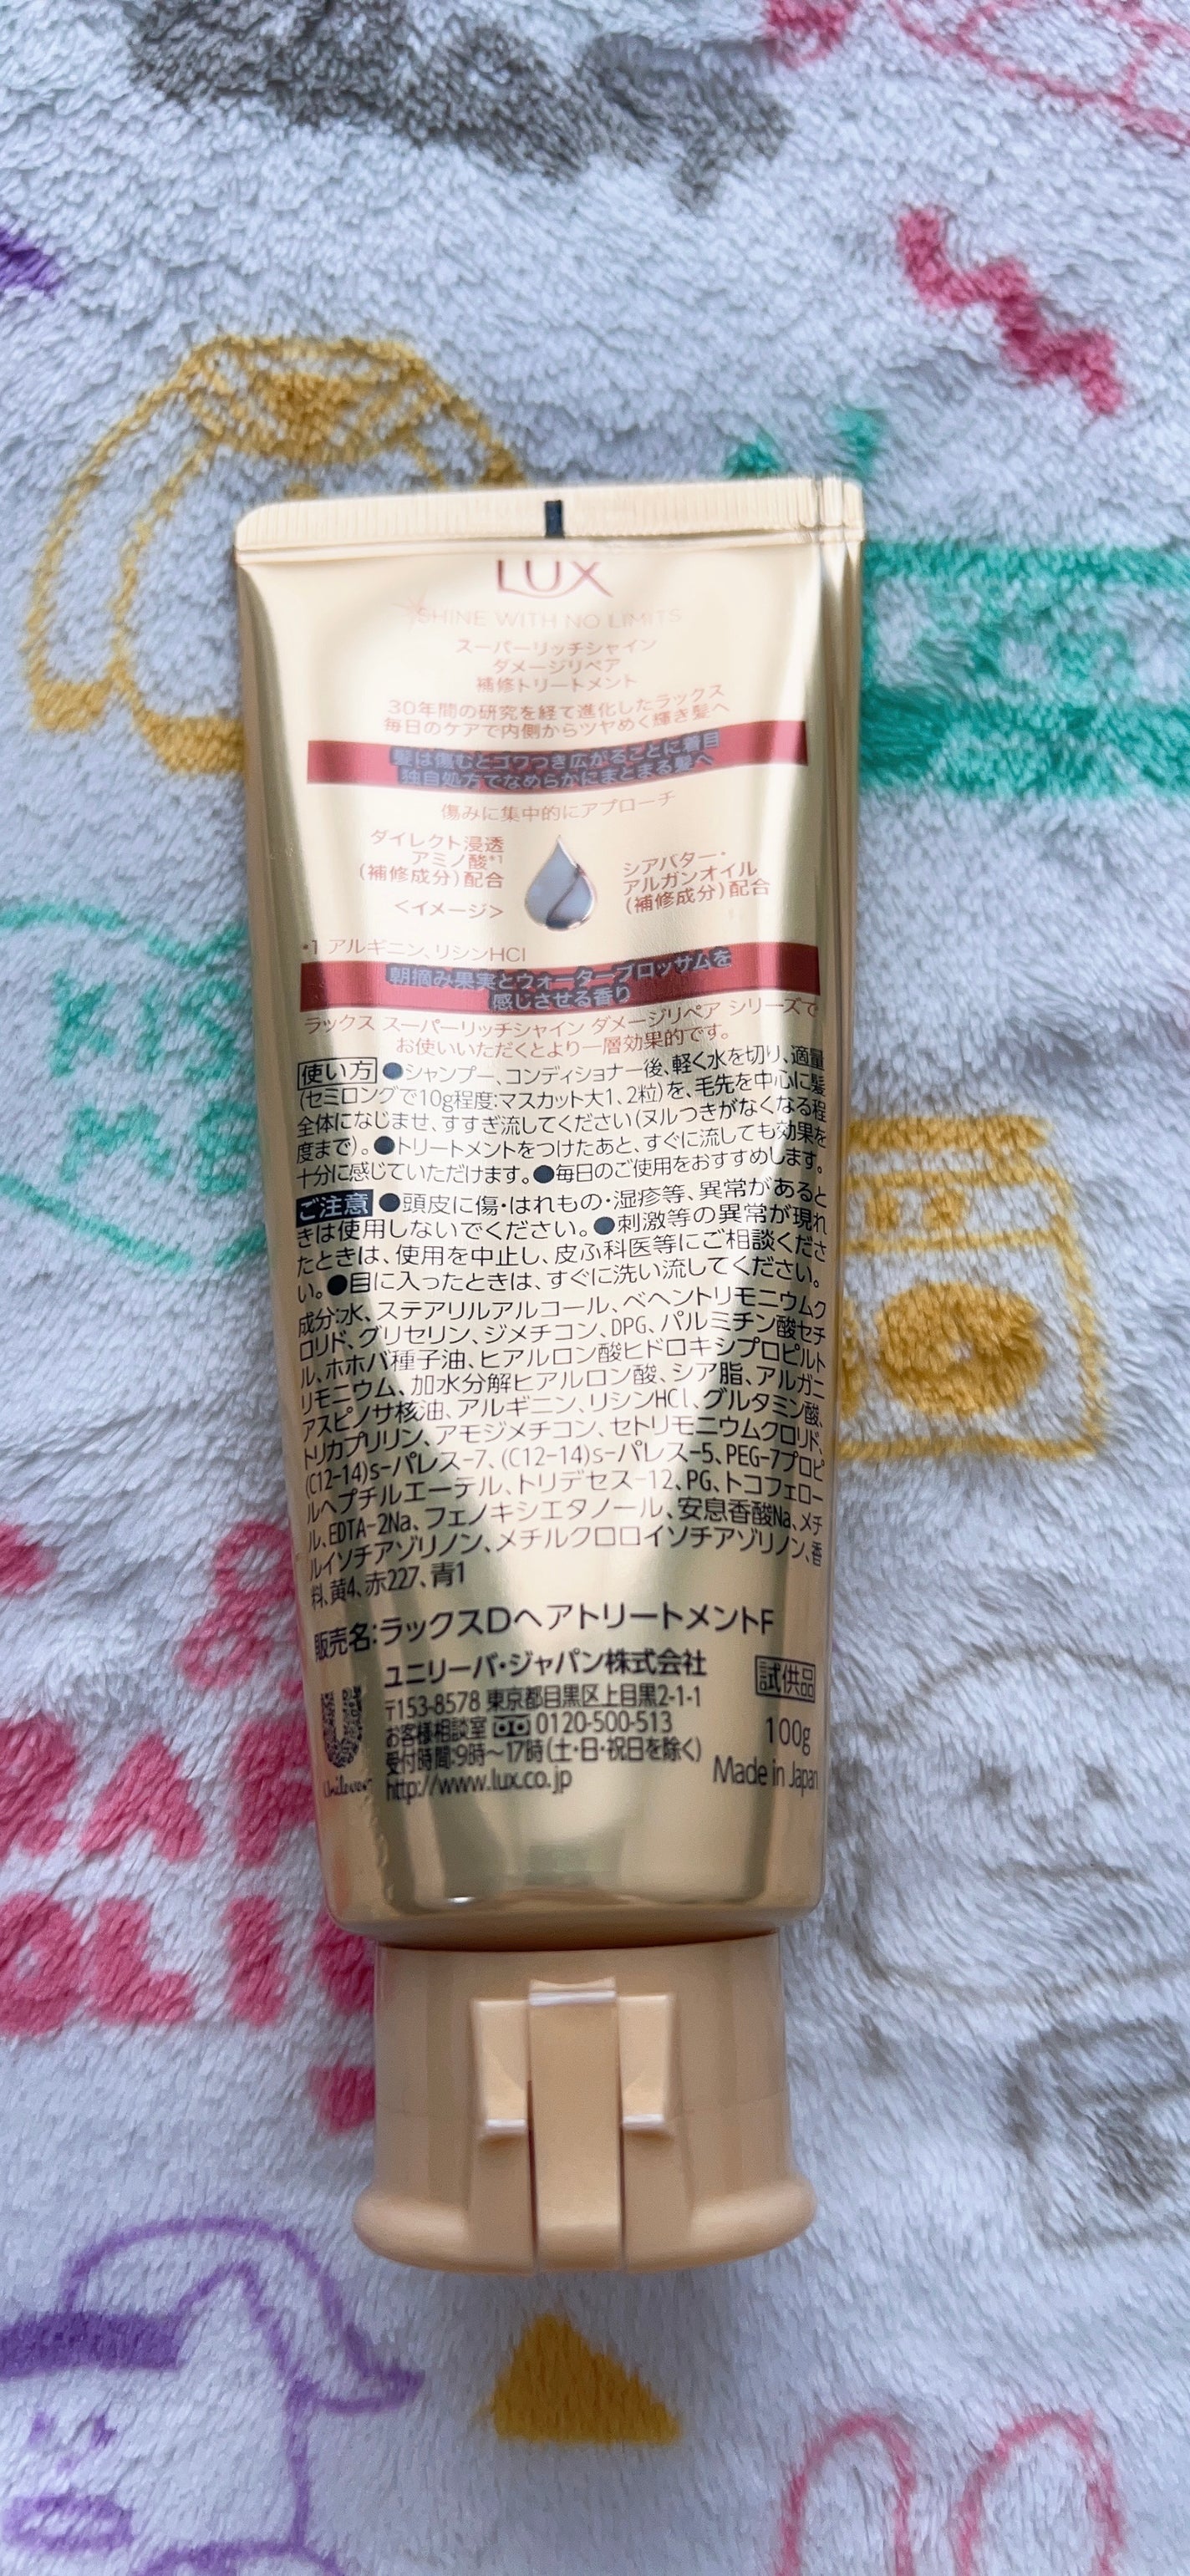 LUX
SHINE WITH NO LIMITS
スーパーリッチシャイン
ダメージリペア
補修トリートメント
30年間の研究を経て進化したラックス
毎日のケアで内側からツヤめく輝き髪へ
髪は傷むとゴワつき広がることに着目
独自処方でなめらかにまとまる髪へ
傷みに集中的にアプローチ
ダイレクト浸透
アミノ酸*1
(補修成分)配合
シアバター・
アルガンオイル
(補修成分)配合
<イメージ>
*1 アルギニン、リシンHCl
朝摘み果実とウォーターブロッサムを
感じさせる香り
ラックス スーパーリッチシャイン ダメージリペア シリーズで
お使いいただくとより一層効果的です。
使い方 ●シャンプー、コンディショナー後、軽く水を切り、適量
(セミロングで10g程度:マスカット大1、2粒)を、毛先を中心に髪
全体になじませ、すすぎ流してください(ヌルつきがなくなる程
度まで)。●トリートメントをつけたあと、すぐに流しても効果を
十分に感じていただけます。●毎日のご使用をおすすめします。
ご注意 ●頭皮に傷・はれもの・湿疹等、異常があると
きは使用しないでください。●刺激等の異常が現れ
たときは、使用を中止し、皮ふ科医等にご相談くださ
い。●目に入ったときは、すぐに洗い流してください。
成分:水、ステアリルアルコール、ベヘントリモニウムク
ロリド、グリセリン、ジメチコン、DPG、パルミチン酸セチ
ル、ホホバ種子油、ヒアルロン酸ヒドロキシプロピルト
リモニウム、加水分解ヒアルロン酸、シア脂、アルガニ
アスピノサ核油、アルギニン、リシンHCl、グルタミン酸、
トリカプリリン、アモジメチコン、セトリモニウムクロリド、
(C12-14)s-パレス-7、(C12-14)s-パレス-5、PEG-7プロピ
ルヘプチルエーテル、トリデセス-12、PG、トコフェロー
ル、EDTA-2Na、フェノキシエタノール、安息香酸Na、メチ
ルイソチアゾリノン、メチルクロロイソチアゾリノン、香
料、黄4、赤227、青1
販売名:ラックスDヘアトリートメントF
ユニリーバ・ジャパン株式会社
〒153-8578 東京都目黒区上目黒2-1-1
お客様相談室 0120-500-513
受付時間:9時～17時(土・日・祝日を除く)
http://www.lux.co.jp
Unilever
試供品
100g
Made in Japan